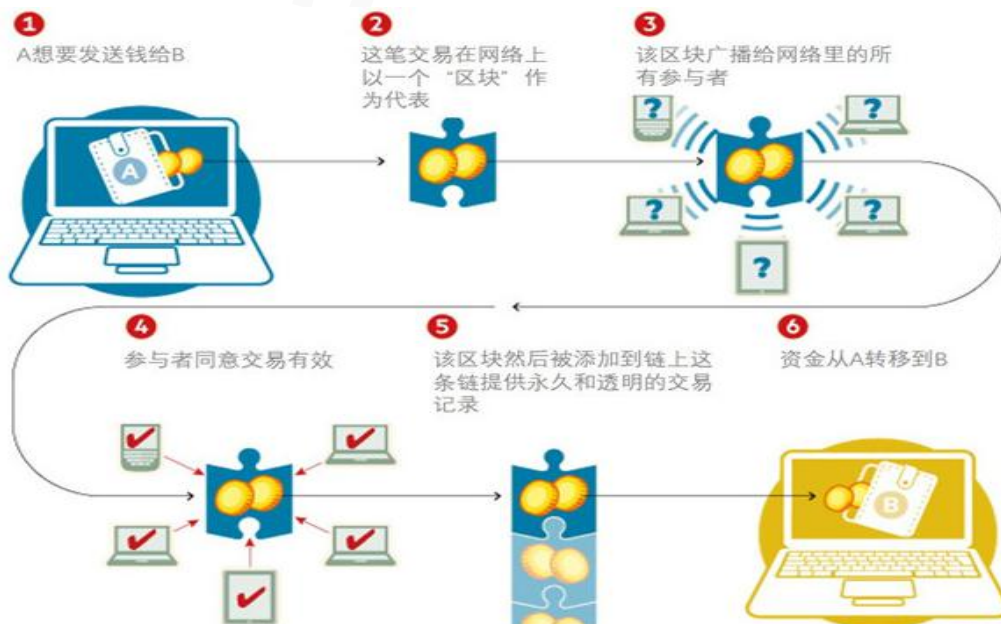 1
A想要发送钱给B
2
这笔交易在网络上
以一个“区块”作
为代表
3
该区块广播给网络里的所
有参与者
A
?
?
?
?
?
4
参与者同意交易有效
5
该区块然后被添加到链上这
条链提供永久和透明的交易
记录
6
资金从A转移到B
B